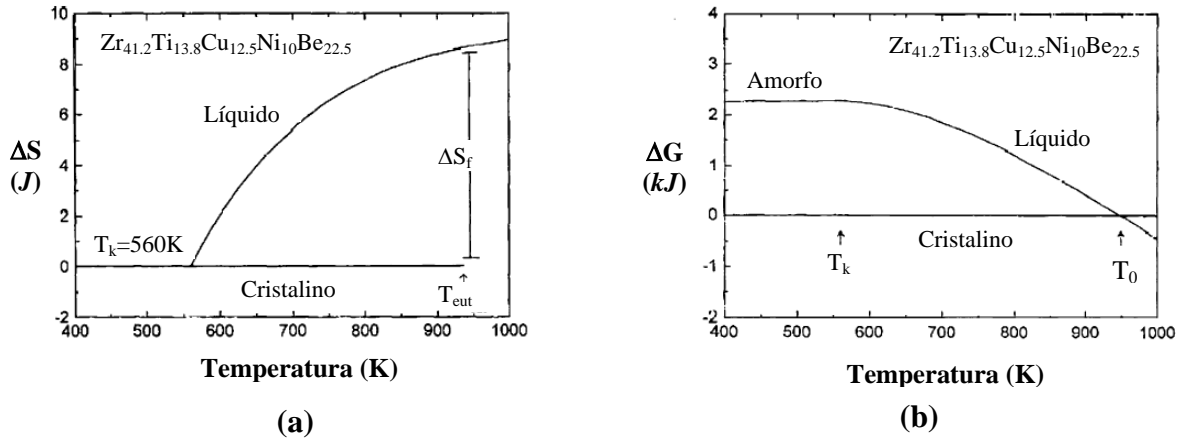 Zr41.2Ti13.8Cu12.5Ni10Be22.5
10
8
6
4
2
0
-2
ΔS
(J)
Líquido
ΔSf
Tk=560K
Cristalino
Teut
400 500 600 700 800 900 1000
Temperatura (K)
(a)
Zr41.2Ti13.8Cu12.5Ni10Be22.5
4
3
2
1
0
-1
-2
ΔG
(kJ)
Amorfo
Líquido
Cristalino
Tk
T0
400 500 600 700 800 900 1000
Temperatura (K)
(b)